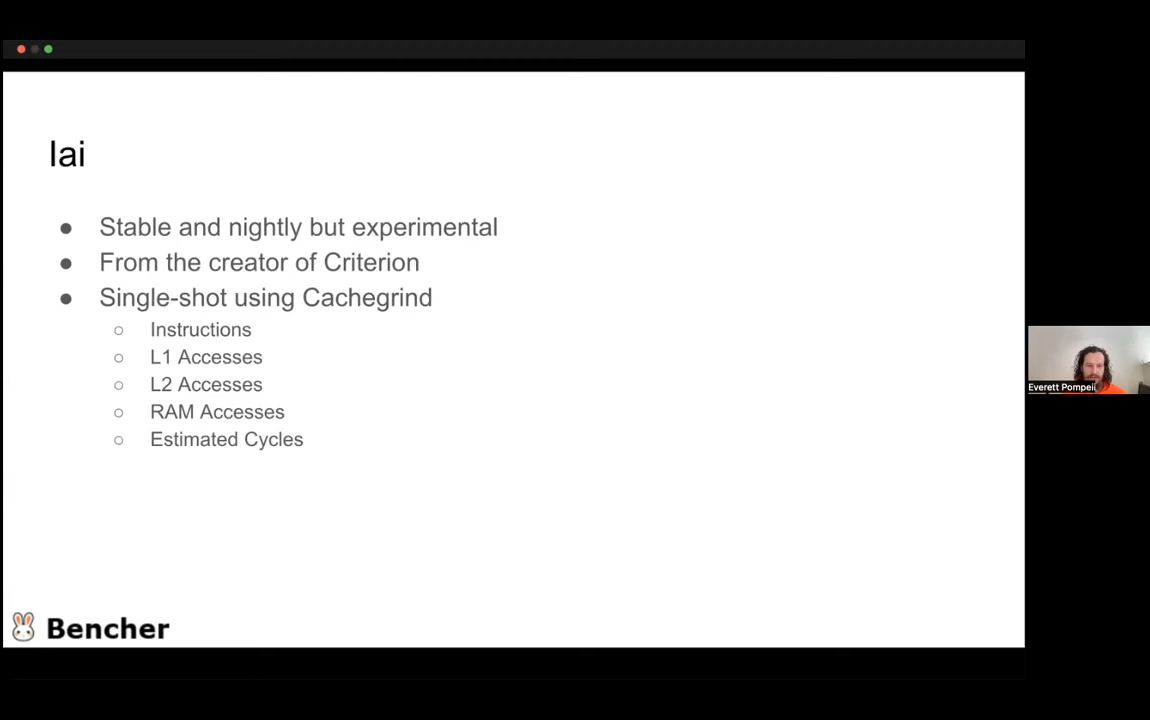 Iai
Stable and nightly but experimental
From the creator of Criterion
Single-shot using Cachegrind
Instructions
L1 Accesses
L2 Accesses
RAM Accesses
Estimated Cycles
Everett Pompeii
Bencher